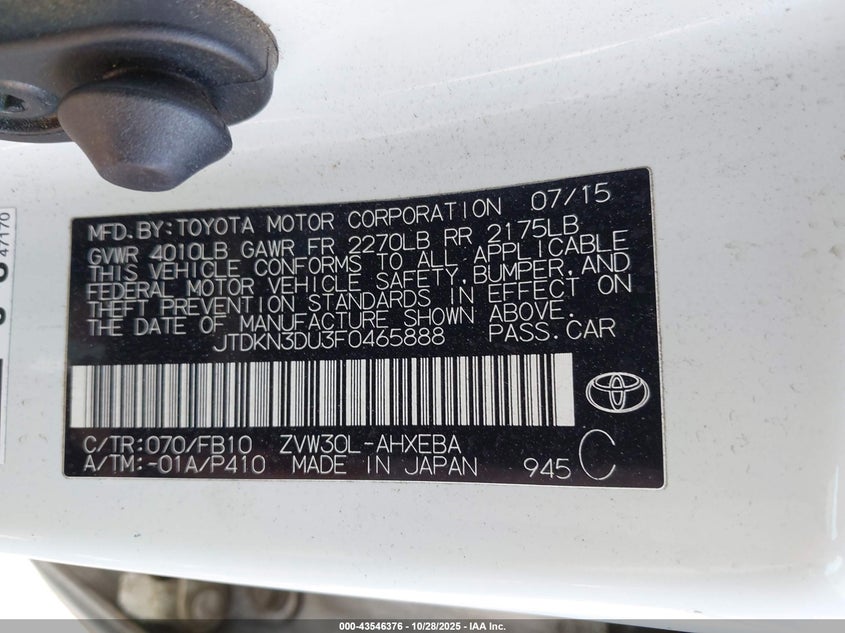 MFD.BY:TOYOTA MOTOR CORPORATION 07/15
GVWR 4010LB GAWR FR 2270LB RR 2175LB
THIS VEHICLE CONFORMS TO ALL APPLICABLE
FEDERAL MOTOR VEHICLE SAFETY,BUMPER,AND
THEFT PREVENTION STANDARDS IN EFFECT ON
THE DATE OF MANUFACTURE SHOWN ABOVE.
JTDKN3DU3F0465888 PASS.CAR
C/TR:070/FB10 ZVW30L-AHXEBA
A/TM:-01A/P410 MADE IN JAPAN 945 C
47170
000-43546376 | 10/28/2025 - IAA Inc.